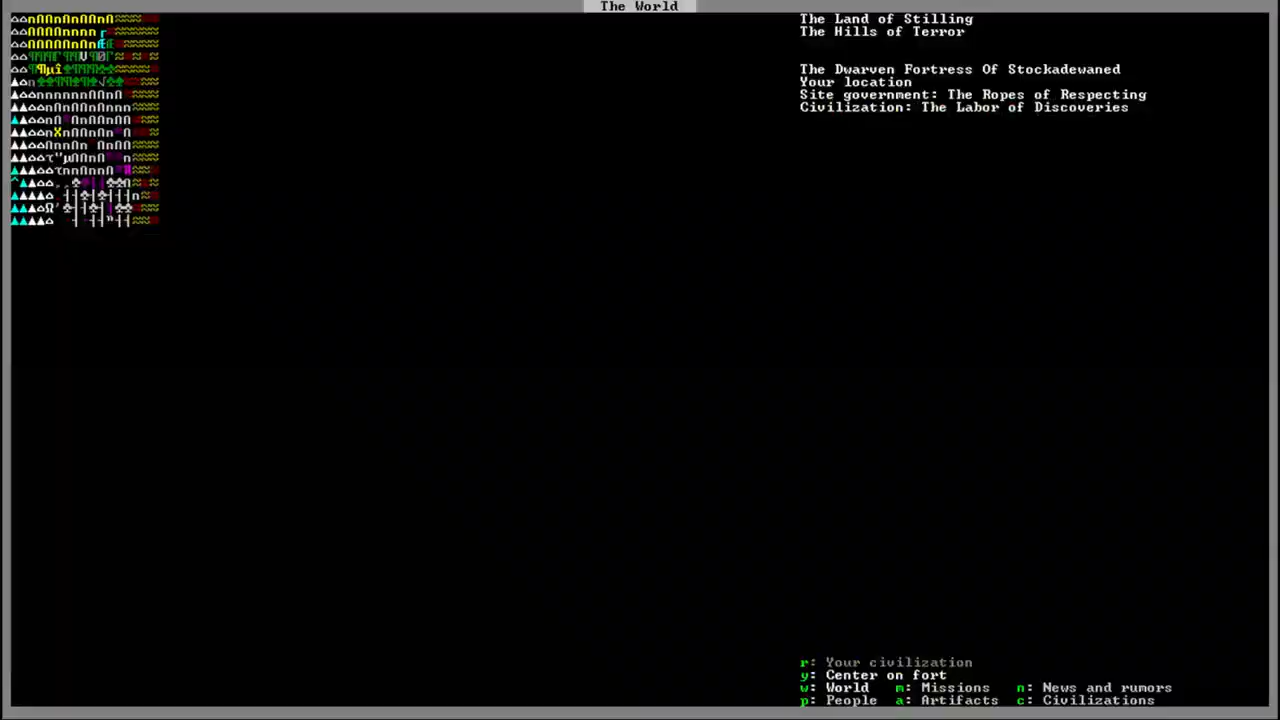 The World
The Land of Stilling
The Hills of Terror
The Dwarven Fortress Of Stockadewaned
Your location
Site government: The Ropes of Respecting
Civilization: The Labor of Discoveries
r: Your civilization
y: Center on fort
w: World m: Missions n: News and rumors
p: People a: Artifacts c: Civilizations